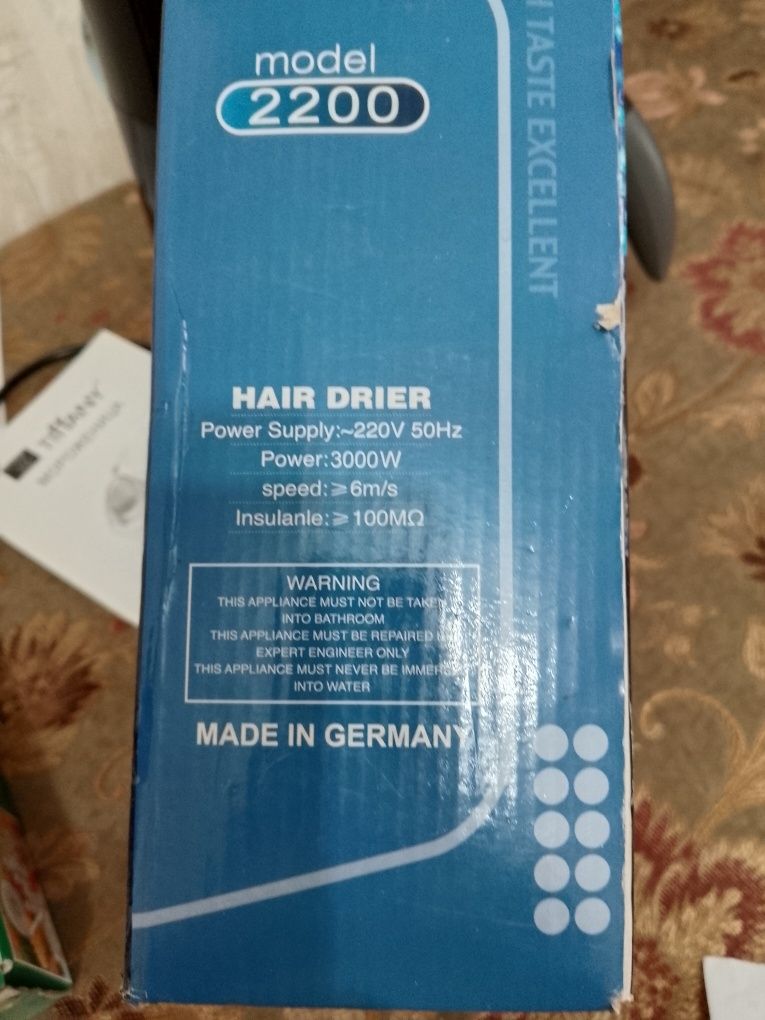 model
2200
TASTE EXCELLENT
HAIR DRIER
Power Supply:~220V 50Hz
Power:3000W
speed:⩾6m/s
Insulanle:⩾100MΩ
WARNING
THIS APPLIANCE MUST NOT BE TAKEN
INTO BATHROOM
THIS APPLIANCE MUST BE REPAIRED
EXPERT ENGINEER ONLY
THIS APPLIANCE MUST NEVER BE
INTO WATER
MADE IN GERMANY
TIFFANY